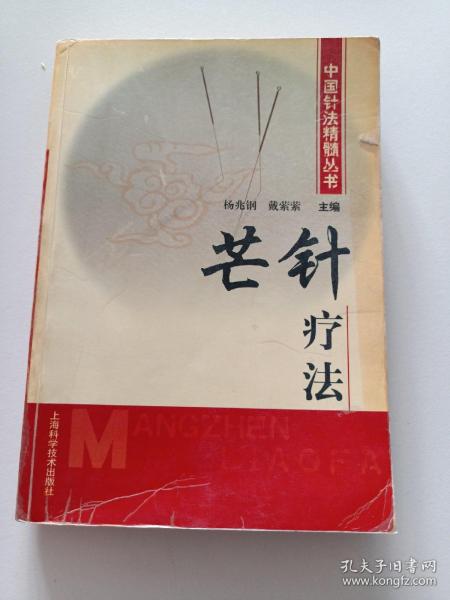 中国针法精髓丛书
杨兆钢 戴萦萦 主编
芒针
疗法
MANGZHEN
LIAOFA
上海科学技术出版社
孔夫子旧书网
www.kongfz.com